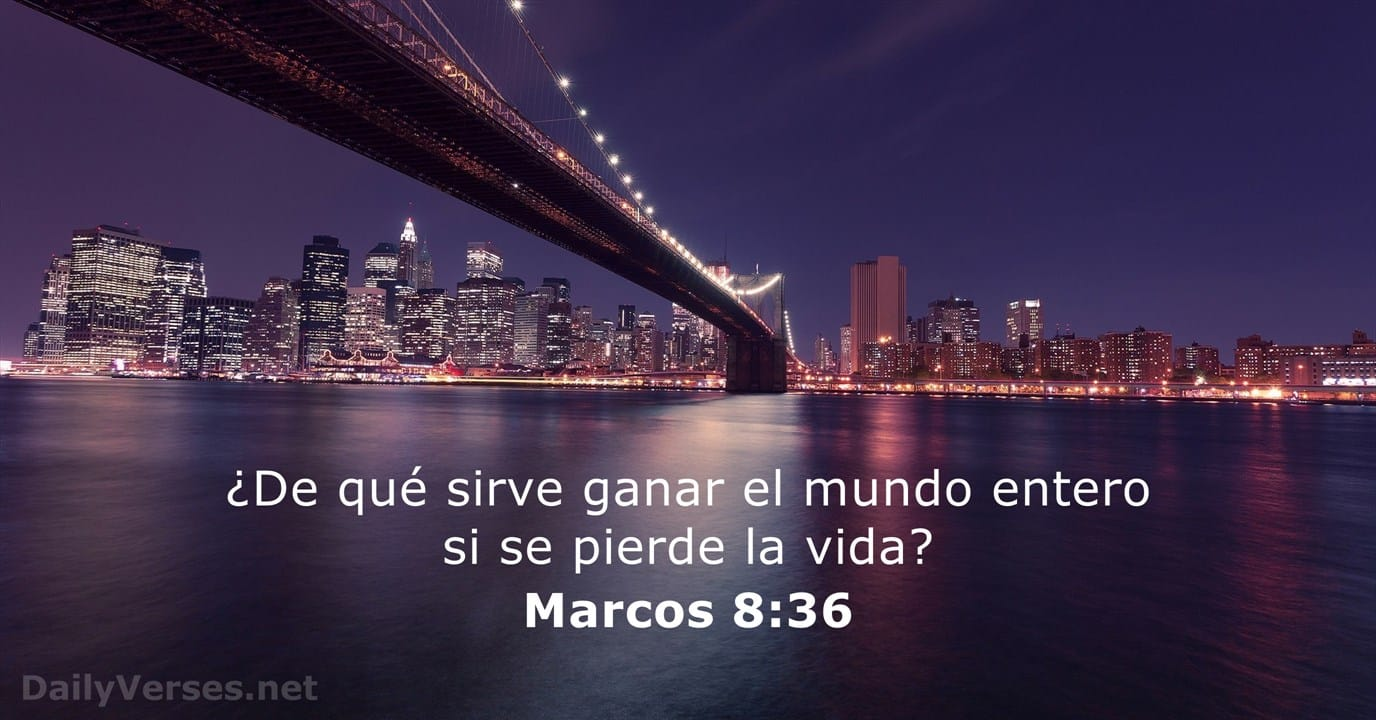 ¿De qué sirve ganar el mundo entero
si se pierde la vida?
Marcos 8:36
DailyVerses.net